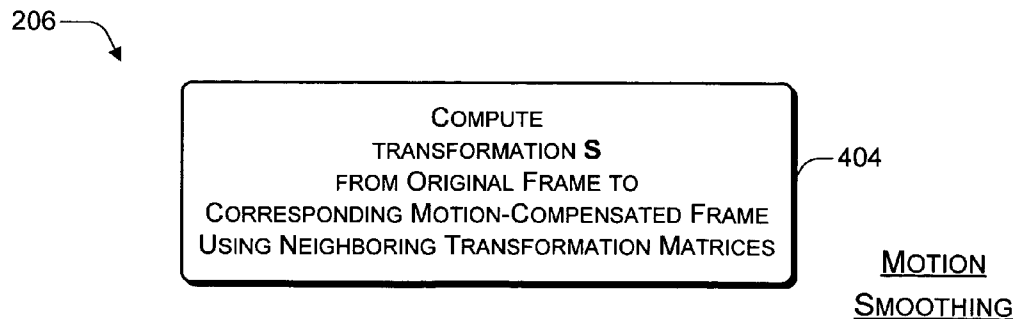 206
COMPUTE
TRANSFORMATION S
FROM ORIGINAL FRAME TO
CORRESPONDING MOTION-COMPENSATED FRAME
USING NEIGHBORING TRANSFORMATION MATRICES
404
MOTION
SMOOTHING